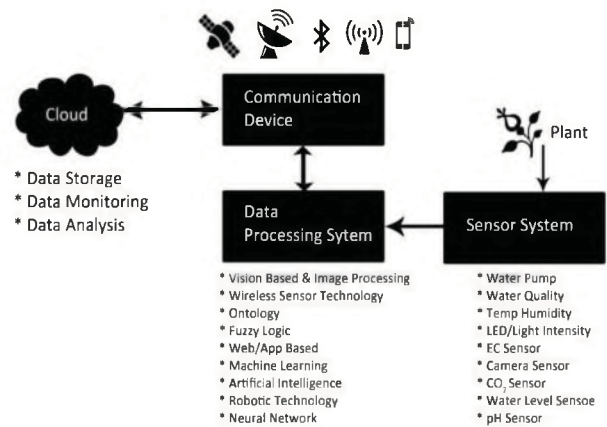 Communication
Device
Cloud
* Data Storage
* Data Monitoring
* Data Analysis
Plant
Data
Processing Sytem
Sensor System
* Vision Based & Image Processing
* Wireless Sensor Technology
* Ontology
* Fuzzy Logic
* Web/App Based
* Machine Learning
* Artificial Intelligence
* Robotic Technology
* Neural Network
* Water Pump
* Water Quality
* Temp Humidity
* LED/Light Intensity
* EC Sensor
* Camera Sensor
* CO₂ Sensor
* Water Level Sensoe
* pH Sensor